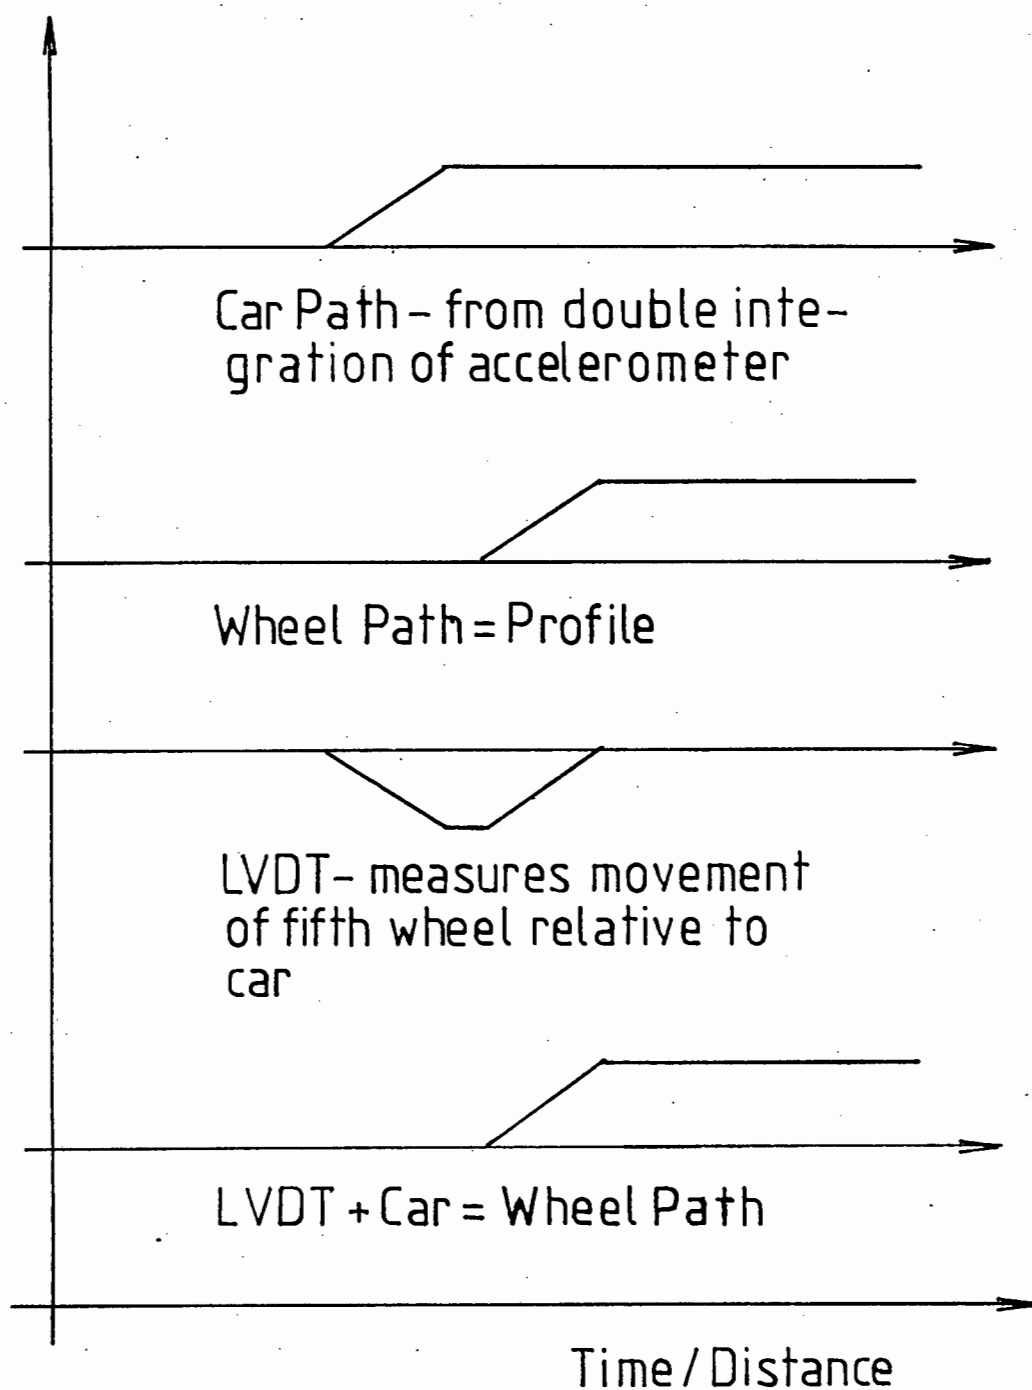 Car Path - from double inte-
gration of accelerometer
Wheel Path = Profile
LVDT - measures movement
of fifth wheel relative to
car
LVDT + Car = Wheel Path
Time / Distance